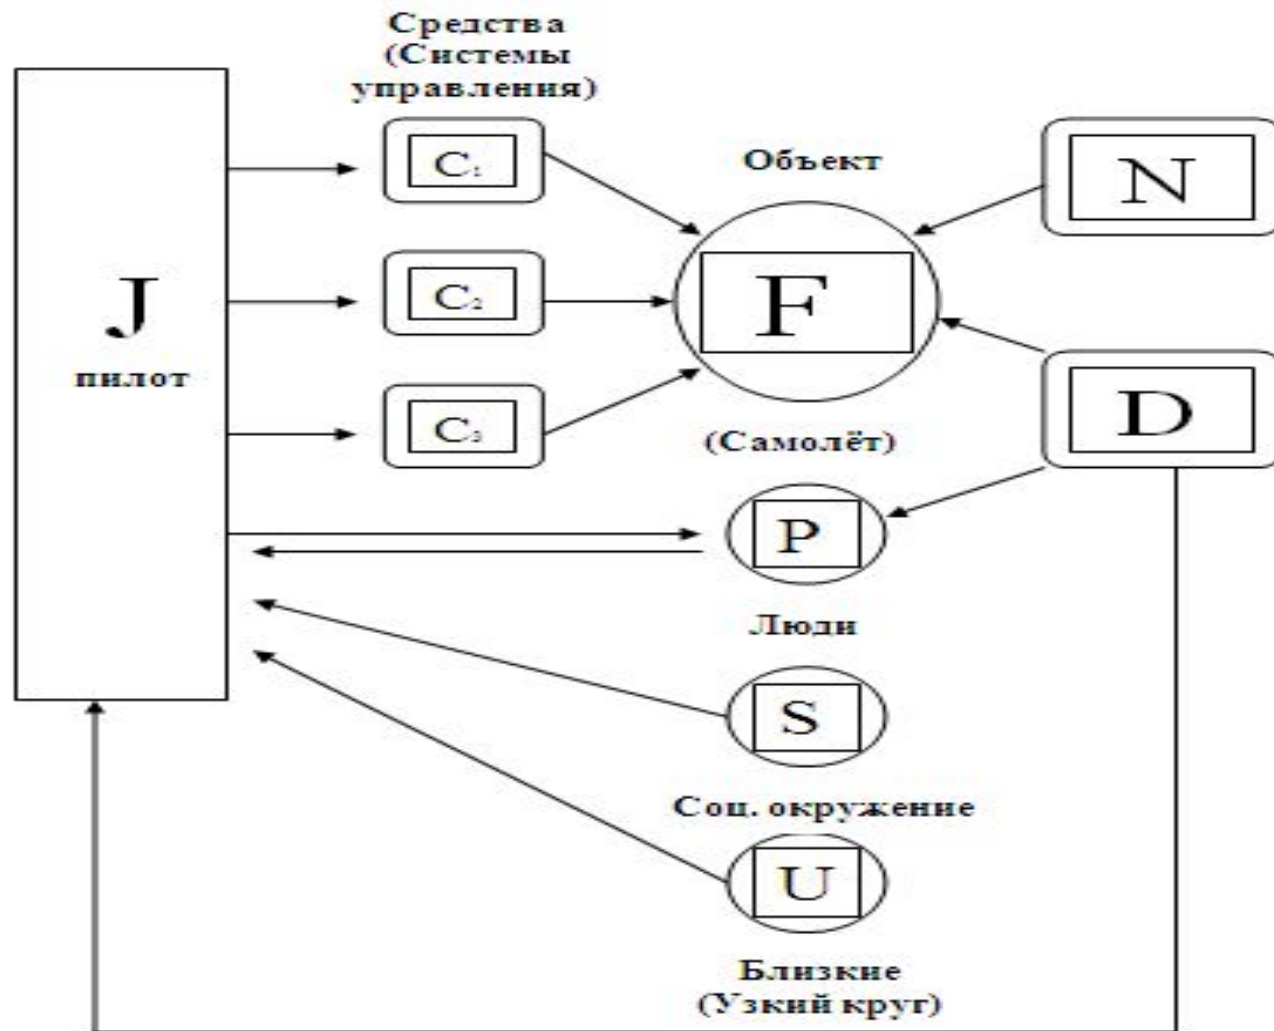 Средства
(Системы
управления)
C₁
Объект
N
J
пилот
C₂
F
C₃
(Самолёт)
D
P
Люди
S
Соц. окружение
U
Близкие
(Узкий круг)